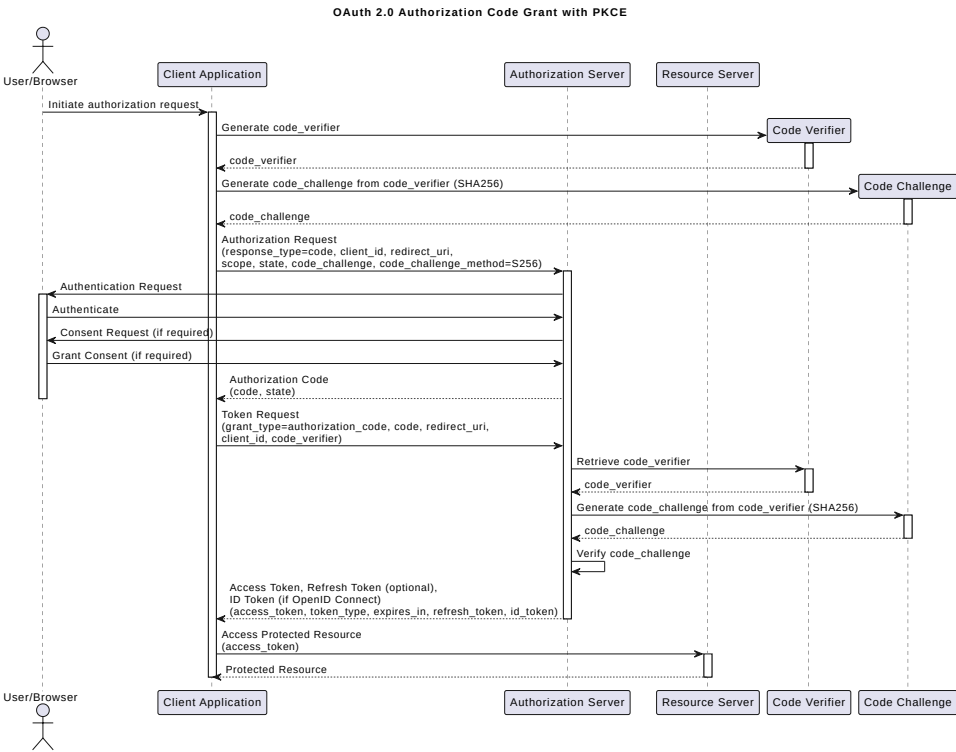 OAuth 2.0 Authorization Code Grant with PKCE
User/Browser
Client Application
Authorization Server
Resource Server
Initiate authorization request
Code Verifier
Generate code_verifier
code_verifier
Generate code_challenge from code_verifier (SHA256)
Code Challenge
code_challenge
Authorization Request
(response_type=code, client_id, redirect_uri,
scope, state, code_challenge, code_challenge_method=S256)
Authentication Request
Authenticate
Consent Request (if required)
Grant Consent (if required)
Authorization Code
(code, state)
Token Request
(grant_type=authorization_code, code, redirect_uri,
client_id, code_verifier)
Retrieve code_verifier
code_verifier
Generate code_challenge from code_verifier (SHA256)
code_challenge
Verify code_challenge
Access Token, Refresh Token (optional),
ID Token (if OpenID Connect)
(access_token, token_type, expires_in, refresh_token, id_token)
Access Protected Resource
(access_token)
Protected Resource
User/Browser
Client Application
Authorization Server
Resource Server
Code Verifier
Code Challenge